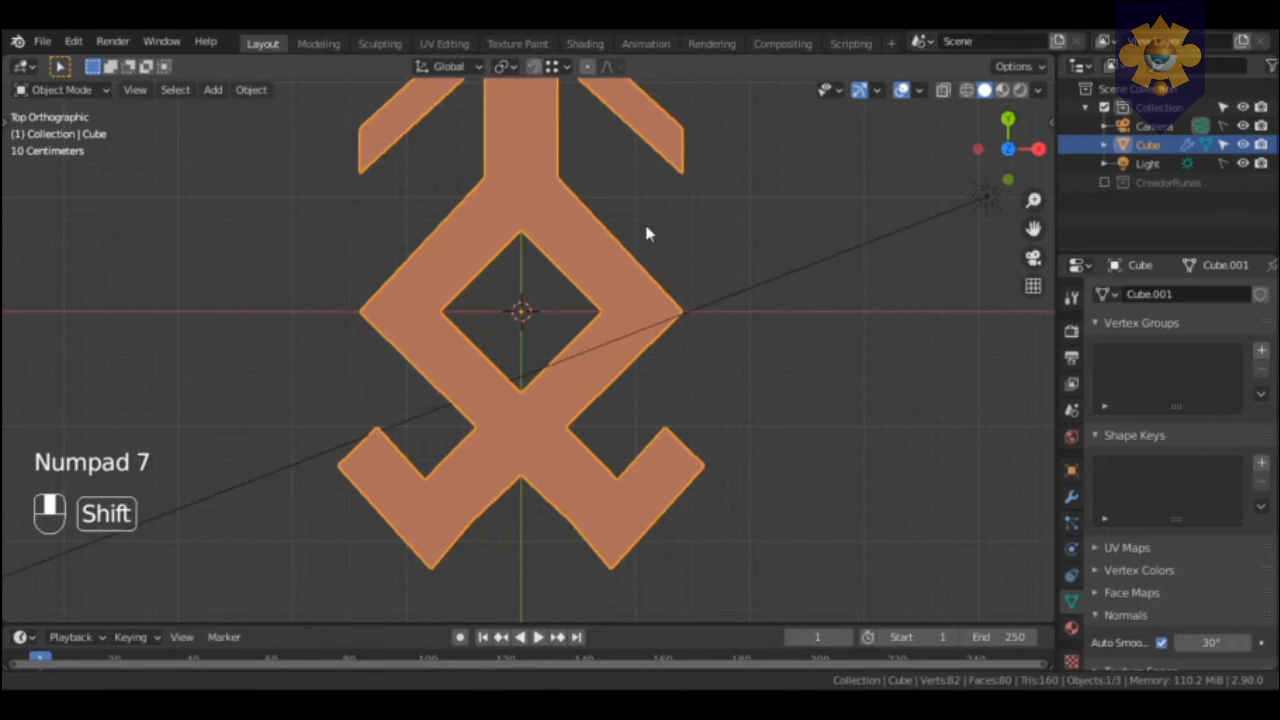 File Edit Render Window Help Layout Modeling Sculpting UV Editing Texture Paint Shading Animation Rendering Compositing Scripting + Scene
Global Options
Object Mode View Select Add Object
Top Orthographic
(1) Collection | Cube
10 Centimeters
Collection
Camera
Cube
Light
CreadorRunas
Cube Cube.001
Cube.001
Vertex Groups
Shape Keys
UV Maps
Vertex Colors
Face Maps
Normals
Auto Smoo... 30°
Numpad 7
Shift
Y
X
Z
Playback Keying View Marker 1 Start 1 End 250
1
Collection | Cube | Verts:82 | Faces:80 | Tris:160 | Objects:1/3 | Memory: 110.2 MiB | 2.90.0